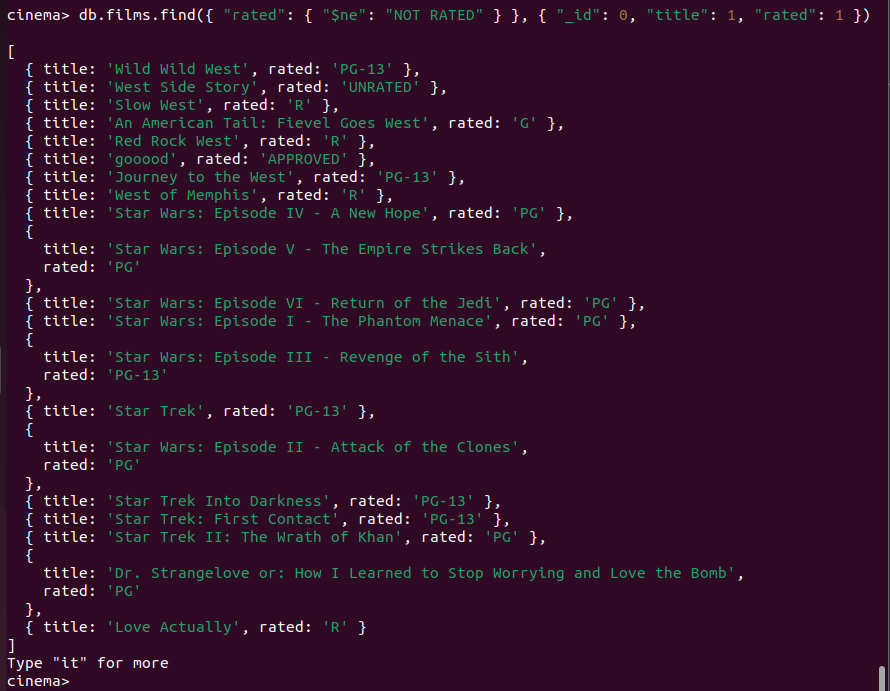 cinema> db.films.find({ "rated": { "$ne": "NOT RATED" } }, { "_id": 0, "title": 1, "rated": 1 })
[
  { title: 'Wild Wild West', rated: 'PG-13' },
  { title: 'West Side Story', rated: 'UNRATED' },
  { title: 'Slow West', rated: 'R' },
  { title: 'An American Tail: Fievel Goes West', rated: 'G' },
  { title: 'Red Rock West', rated: 'R' },
  { title: 'gooood', rated: 'APPROVED' },
  { title: 'Journey to the West', rated: 'PG-13' },
  { title: 'West of Memphis', rated: 'R' },
  { title: 'Star Wars: Episode IV - A New Hope', rated: 'PG' },
  {
    title: 'Star Wars: Episode V - The Empire Strikes Back',
    rated: 'PG'
  },
  { title: 'Star Wars: Episode VI - Return of the Jedi', rated: 'PG' },
  { title: 'Star Wars: Episode I - The Phantom Menace', rated: 'PG' },
  {
    title: 'Star Wars: Episode III - Revenge of the Sith',
    rated: 'PG-13'
  },
  { title: 'Star Trek', rated: 'PG-13' },
  {
    title: 'Star Wars: Episode II - Attack of the Clones',
    rated: 'PG'
  },
  { title: 'Star Trek Into Darkness', rated: 'PG-13' },
  { title: 'Star Trek: First Contact', rated: 'PG-13' },
  { title: 'Star Trek II: The Wrath of Khan', rated: 'PG' },
  {
    title: 'Dr. Strangelove or: How I Learned to Stop Worrying and Love the Bomb',
    rated: 'PG'
  },
  { title: 'Love Actually', rated: 'R' }
]
Type "it" for more
cinema>